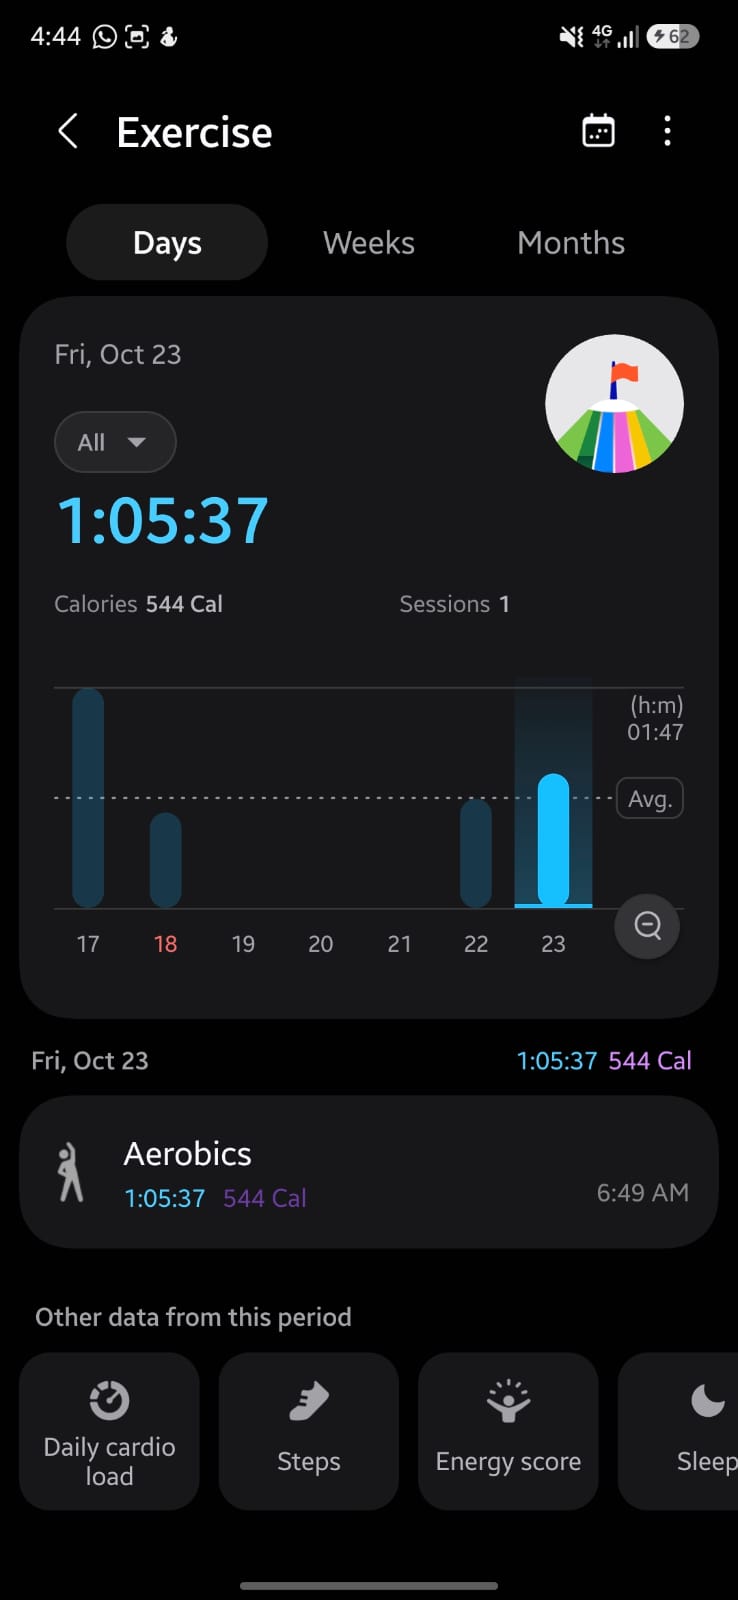 4:44
4G
62
Exercise
Days Weeks Months
Fri, Oct 23
All
1:05:37
Calories 544 Cal Sessions 1
(h:m)
01:47
Avg.
17 18 19 20 21 22 23
Fri, Oct 23 1:05:37 544 Cal
Aerobics
1:05:37 544 Cal 6:49 AM
Other data from this period
Daily cardio
load
Steps
Energy score
Sleep